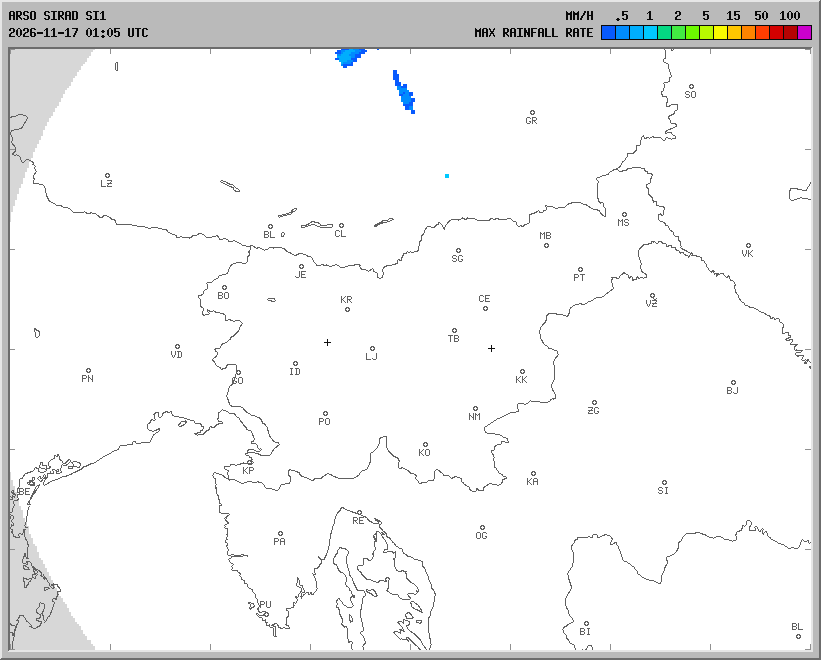 ARSO SIRAD SI1
MM/H .5 1 2 5 15 50 100
2026-11-17 01:05 UTC
MAX RAINFALL RATE
SO
GR
LZ
MS
BL
CL
MB
VK
SG
JE
PT
BO
KR
CE
VŽ
TB
VD
LJ
ID
PN
GO
KK
BJ
NM
ZG
PO
KO
KP
KA
BE
SI
RE
OG
PA
PU
BI
BL